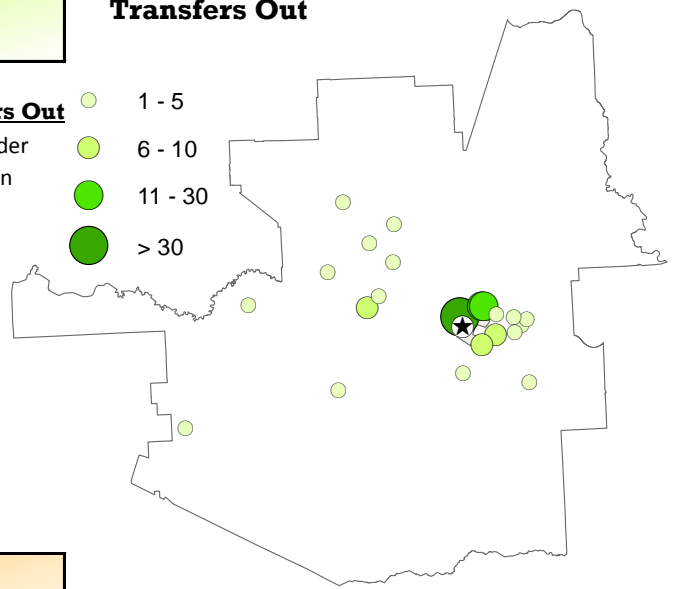 Transfers Out
rs Out
der
n
1 - 5
6 - 10
11 - 30
> 30